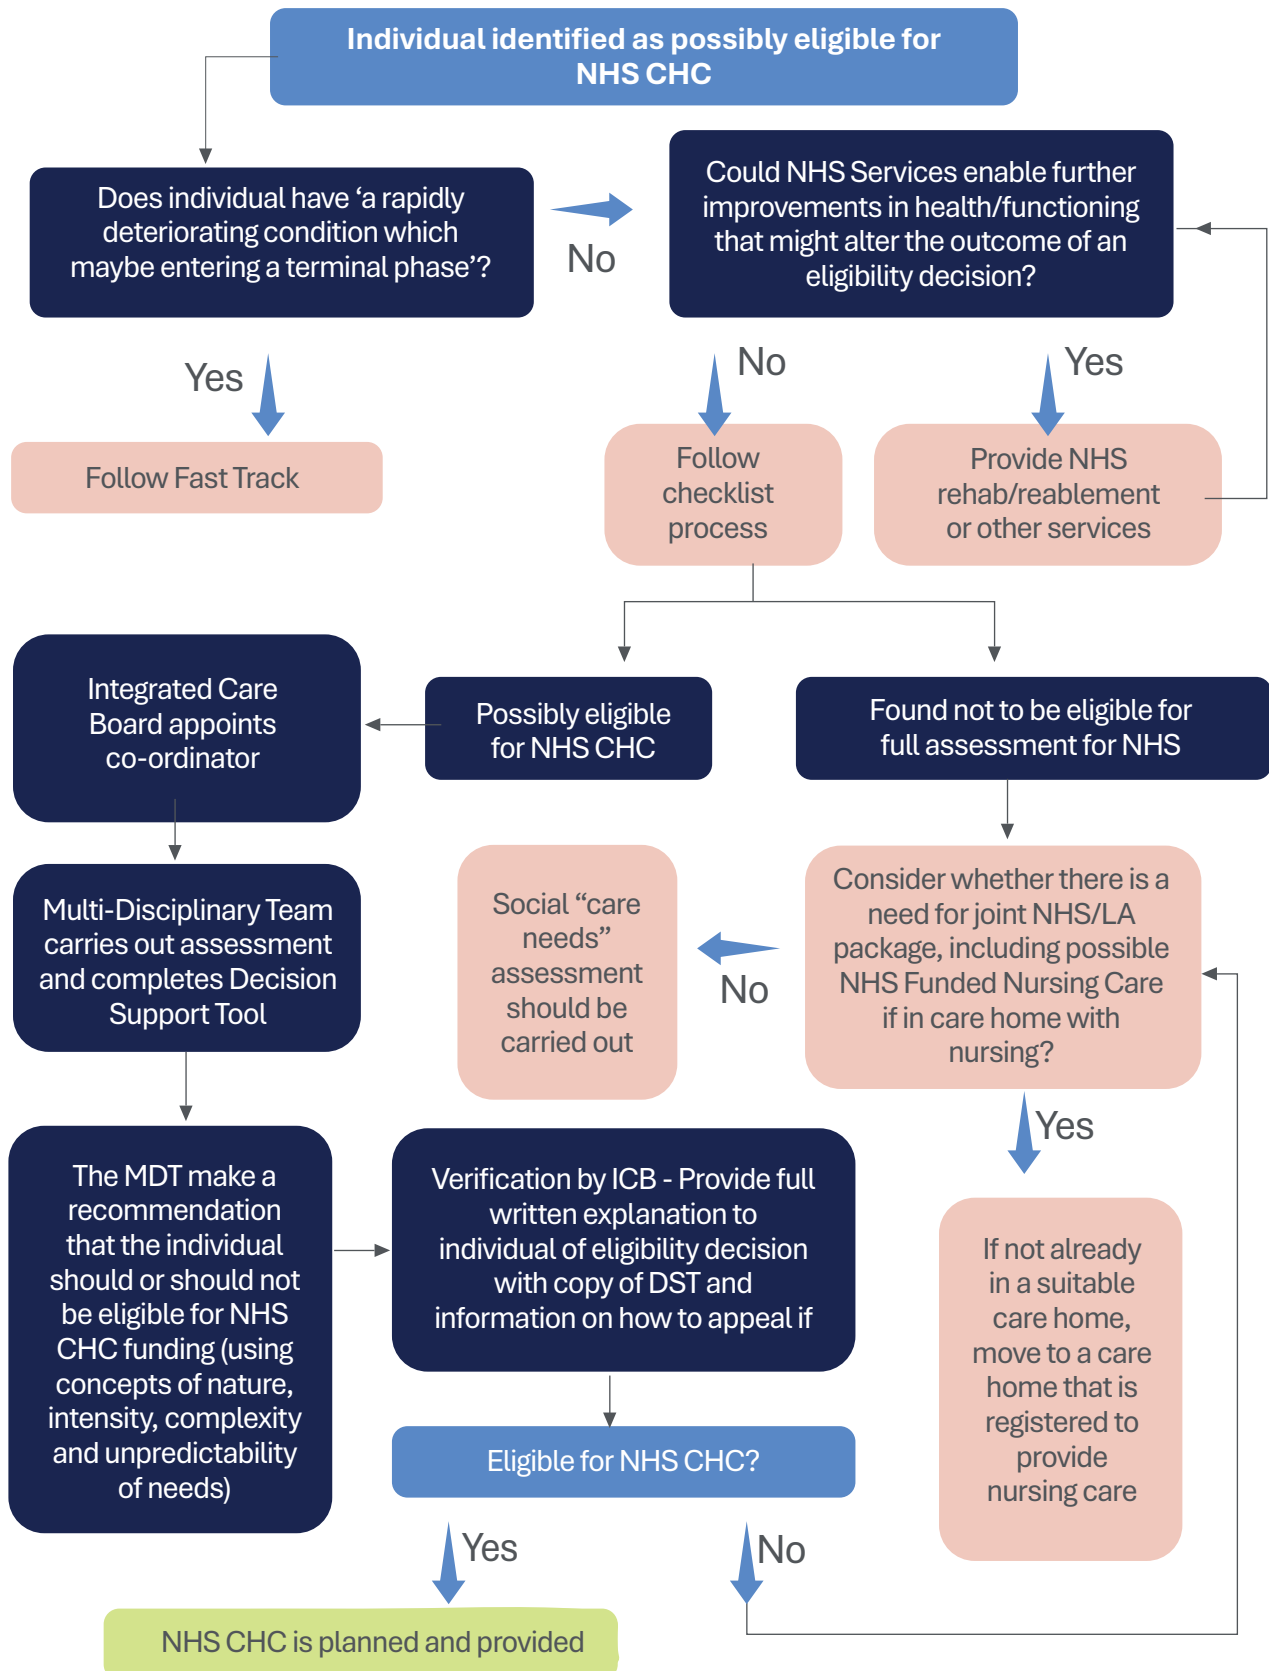 Individual identified as possibly eligible for
NHS CHC
Does individual have ‘a rapidly
deteriorating condition which
maybe entering a terminal phase’?
No
Could NHS Services enable further
improvements in health/functioning
that might alter the outcome of an
eligibility decision?
Yes
No
Yes
Follow Fast Track
Follow
checklist
process
Provide NHS
rehab/reablement
or other services
Integrated Care
Board appoints
co-ordinator
Possibly eligible
for NHS CHC
Found not to be eligible for
full assessment for NHS
Multi-Disciplinary Team
carries out assessment
and completes Decision
Support Tool
Social “care
needs”
assessment
should be
carried out
No
Consider whether there is a
need for joint NHS/LA
package, including possible
NHS Funded Nursing Care
if in care home with
nursing?
Yes
The MDT make a
recommendation
that the individual
should or should not
be eligible for NHS
CHC funding (using
concepts of nature,
intensity, complexity
and unpredictability
of needs)
Verification by ICB - Provide full
written explanation to
individual of eligibility decision
with copy of DST and
information on how to appeal if
If not already
in a suitable
care home,
move to a care
home that is
registered to
provide
nursing care
Eligible for NHS CHC?
Yes
No
NHS CHC is planned and provided